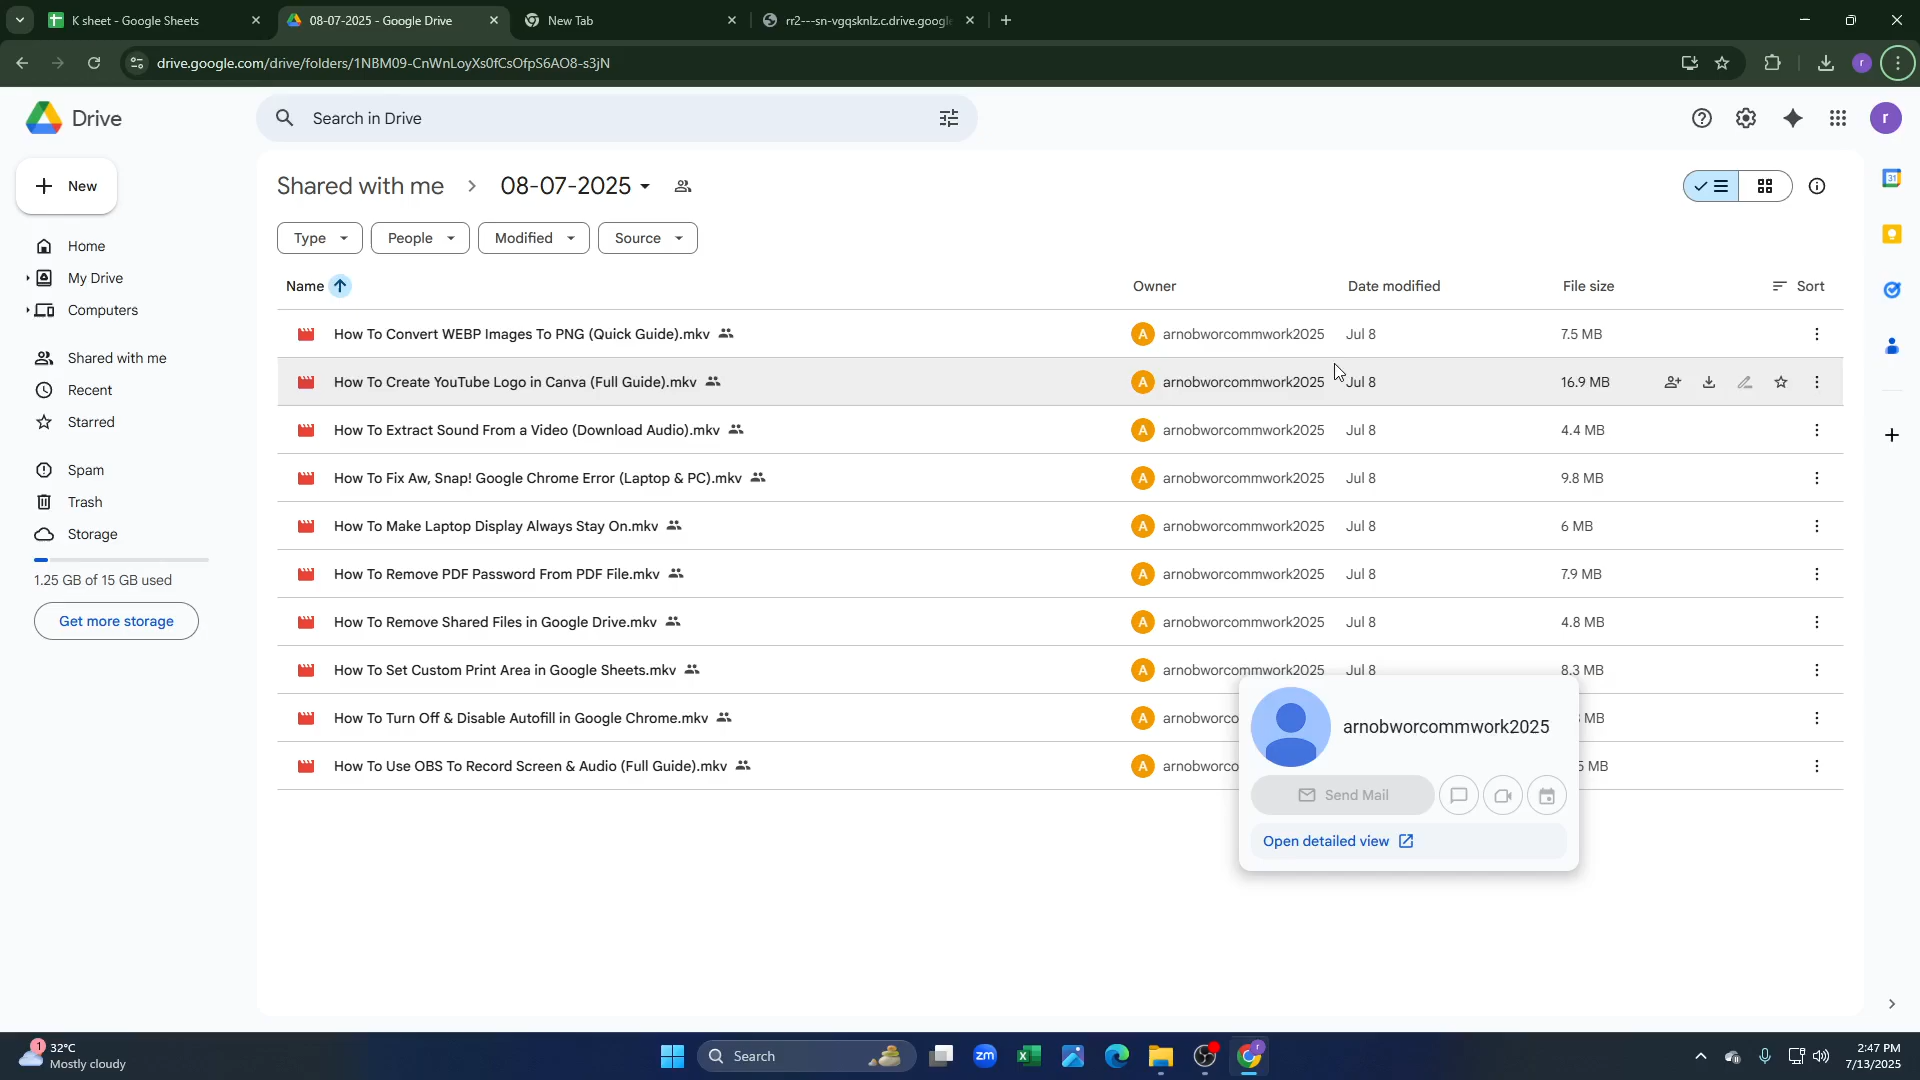 K sheet - Google Sheets
08-07-2025 - Google Drive
New Tab
rr2---sn-vgqsknlz.c.drive.google
drive.google.com/drive/folders/1NBM09-CnWnLoyXs0fCsOfpS6AO8-s3jN
r
Drive
Search in Drive
r
New
Shared with me
08-07-2025
Home
My Drive
Computers
Shared with me
Recent
Starred
Spam
Trash
Storage
1.25 GB of 15 GB used
Get more storage
Type
People
Modified
Source
Name
Owner
Date modified
File size
Sort
How To Convert WEBP Images To PNG (Quick Guide).mkv A arnobworcommwork2025 Jul 8 7.5 MB
How To Create YouTube Logo in Canva (Full Guide).mkv A arnobworcommwork2025 Jul 8 16.9 MB
How To Extract Sound From a Video (Download Audio).mkv A arnobworcommwork2025 Jul 8 4.4 MB
How To Fix Aw, Snap! Google Chrome Error (Laptop & PC).mkv A arnobworcommwork2025 Jul 8 9.8 MB
How To Make Laptop Display Always Stay On.mkv A arnobworcommwork2025 Jul 8 6 MB
How To Remove PDF Password From PDF File.mkv A arnobworcommwork2025 Jul 8 7.9 MB
How To Remove Shared Files in Google Drive.mkv A arnobworcommwork2025 Jul 8 4.8 MB
How To Set Custom Print Area in Google Sheets.mkv A arnobworcommwork2025 Jul 8 8.3 MB
How To Turn Off & Disable Autofill in Google Chrome.mkv A arnobworco MB
How To Use OBS To Record Screen & Audio (Full Guide).mkv A arnobworco MB
arnobworcommwork2025
Send Mail
Open detailed view
31
1
32°C
Mostly cloudy
Search
zm
r
2:47 PM
7/13/2025